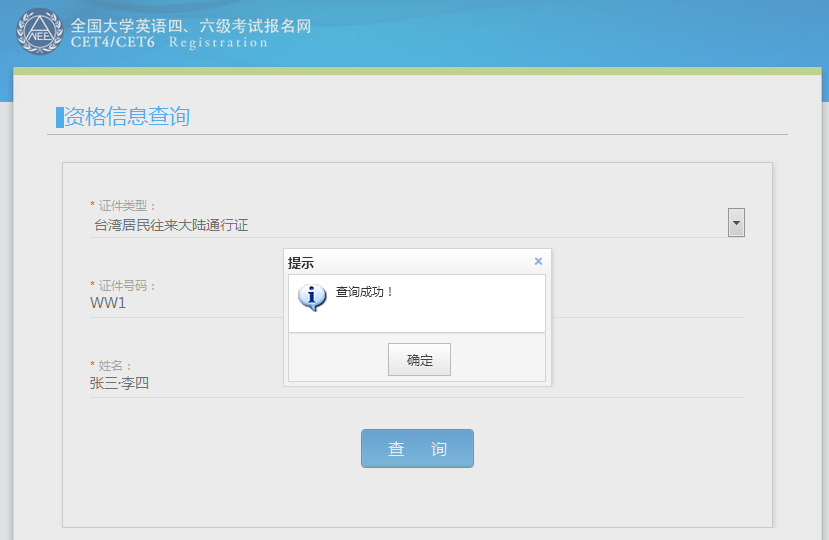 全国大学英语四、六级考试报名网
CET4/CET6 Registration
NEEA
资格信息查询
* 证件类型：
台湾居民往来大陆通行证
* 证件号码：
WW1
* 姓名：
张三·李四
提示
×
查询成功！
确定
查 询